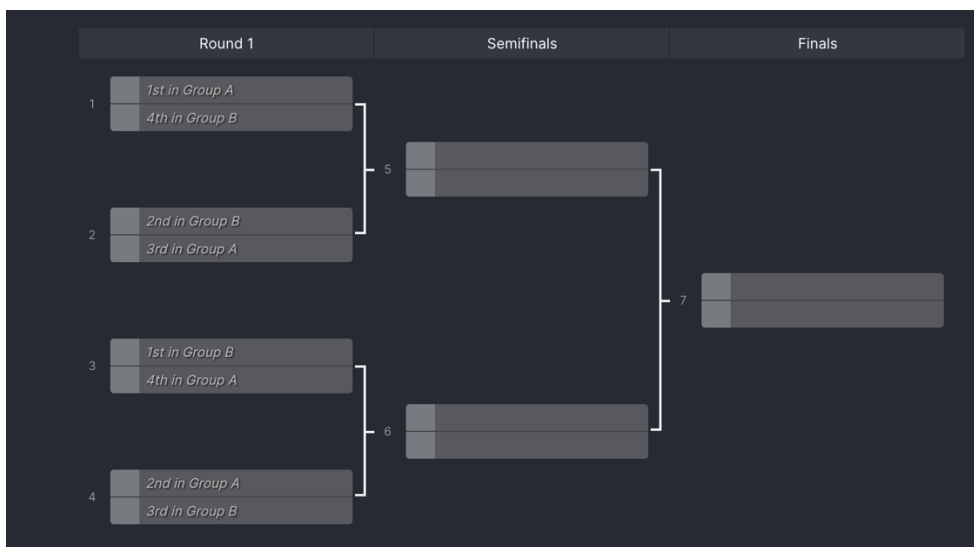 Round 1
Semifinals
Finals
1
1st in Group A
4th in Group B
5
2
2nd in Group B
3rd in Group A
7
3
1st in Group B
4th in Group A
6
4
2nd in Group A
3rd in Group B